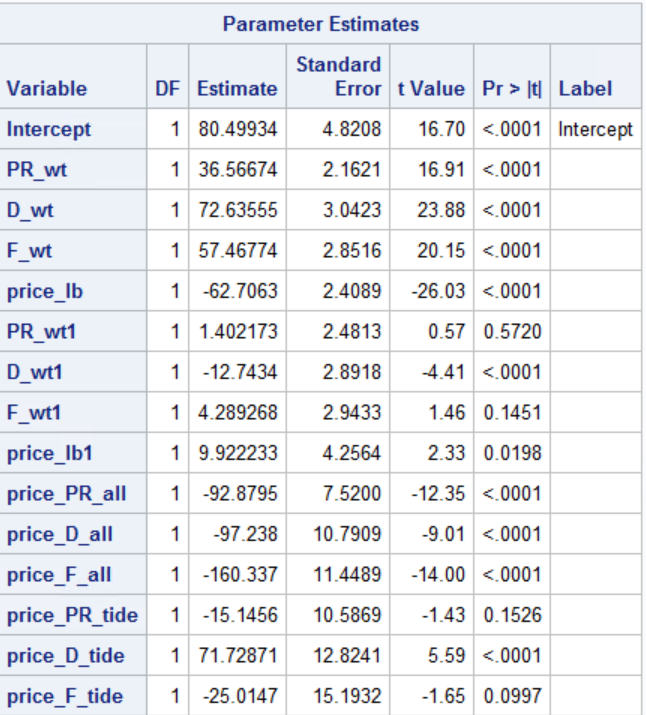 Parameter Estimates
Variable DF Estimate Standard Error t Value Pr > |t| Label
Intercept 1 80.49934 4.8208 16.70 <.0001 Intercept
PR_wt 1 36.56674 2.1621 16.91 <.0001
D_wt 1 72.63555 3.0423 23.88 <.0001
F_wt 1 57.46774 2.8516 20.15 <.0001
price_lb 1 -62.7063 2.4089 -26.03 <.0001
PR_wt1 1 1.402173 2.4813 0.57 0.5720
D_wt1 1 -12.7434 2.8918 -4.41 <.0001
F_wt1 1 4.289268 2.9433 1.46 0.1451
price_lb1 1 9.922233 4.2564 2.33 0.0198
price_PR_all 1 -92.8795 7.5200 -12.35 <.0001
price_D_all 1 -97.238 10.7909 -9.01 <.0001
price_F_all 1 -160.337 11.4489 -14.00 <.0001
price_PR_tide 1 -15.1456 10.5869 -1.43 0.1526
price_D_tide 1 71.72871 12.8241 5.59 <.0001
price_F_tide 1 -25.0147 15.1932 -1.65 0.0997